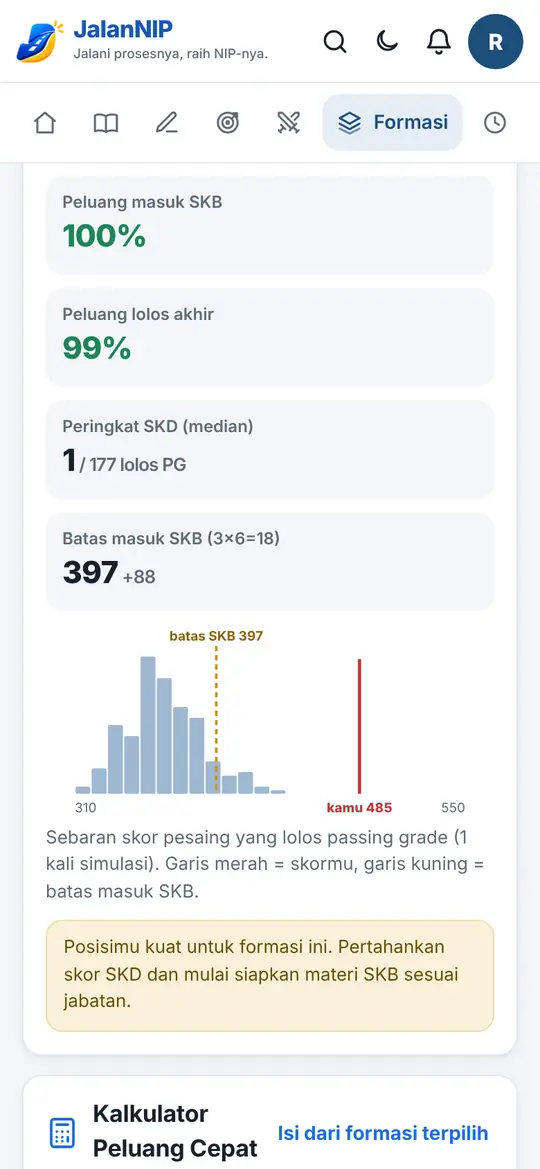 JalanNIP
Jalani prosesnya, raih NIP-nya.
R
Formasi
Peluang masuk SKB
100%
Peluang lolos akhir
99%
Peringkat SKD (median)
1 / 177 lolos PG
Batas masuk SKB (3×6=18)
397 +88
batas SKB 397
310
kamu 485
550
Sebaran skor pesaing yang lolos passing grade (1
kali simulasi). Garis merah = skormu, garis kuning =
batas masuk SKB.
Posisimu kuat untuk formasi ini. Pertahankan
skor SKD dan mulai siapkan materi SKB sesuai
jabatan.
Kalkulator
Peluang Cepat
Isi dari formasi terpilih